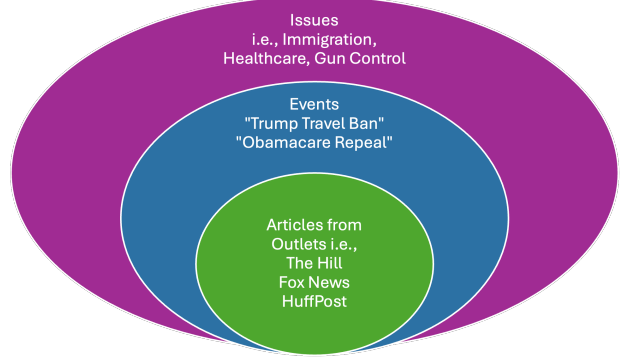 Issues
i.e., Immigration,
Healthcare, Gun Control
Events
"Trump Travel Ban"
"Obamacare Repeal"
Articles from
Outlets i.e.,
The Hill
Fox News
HuffPost